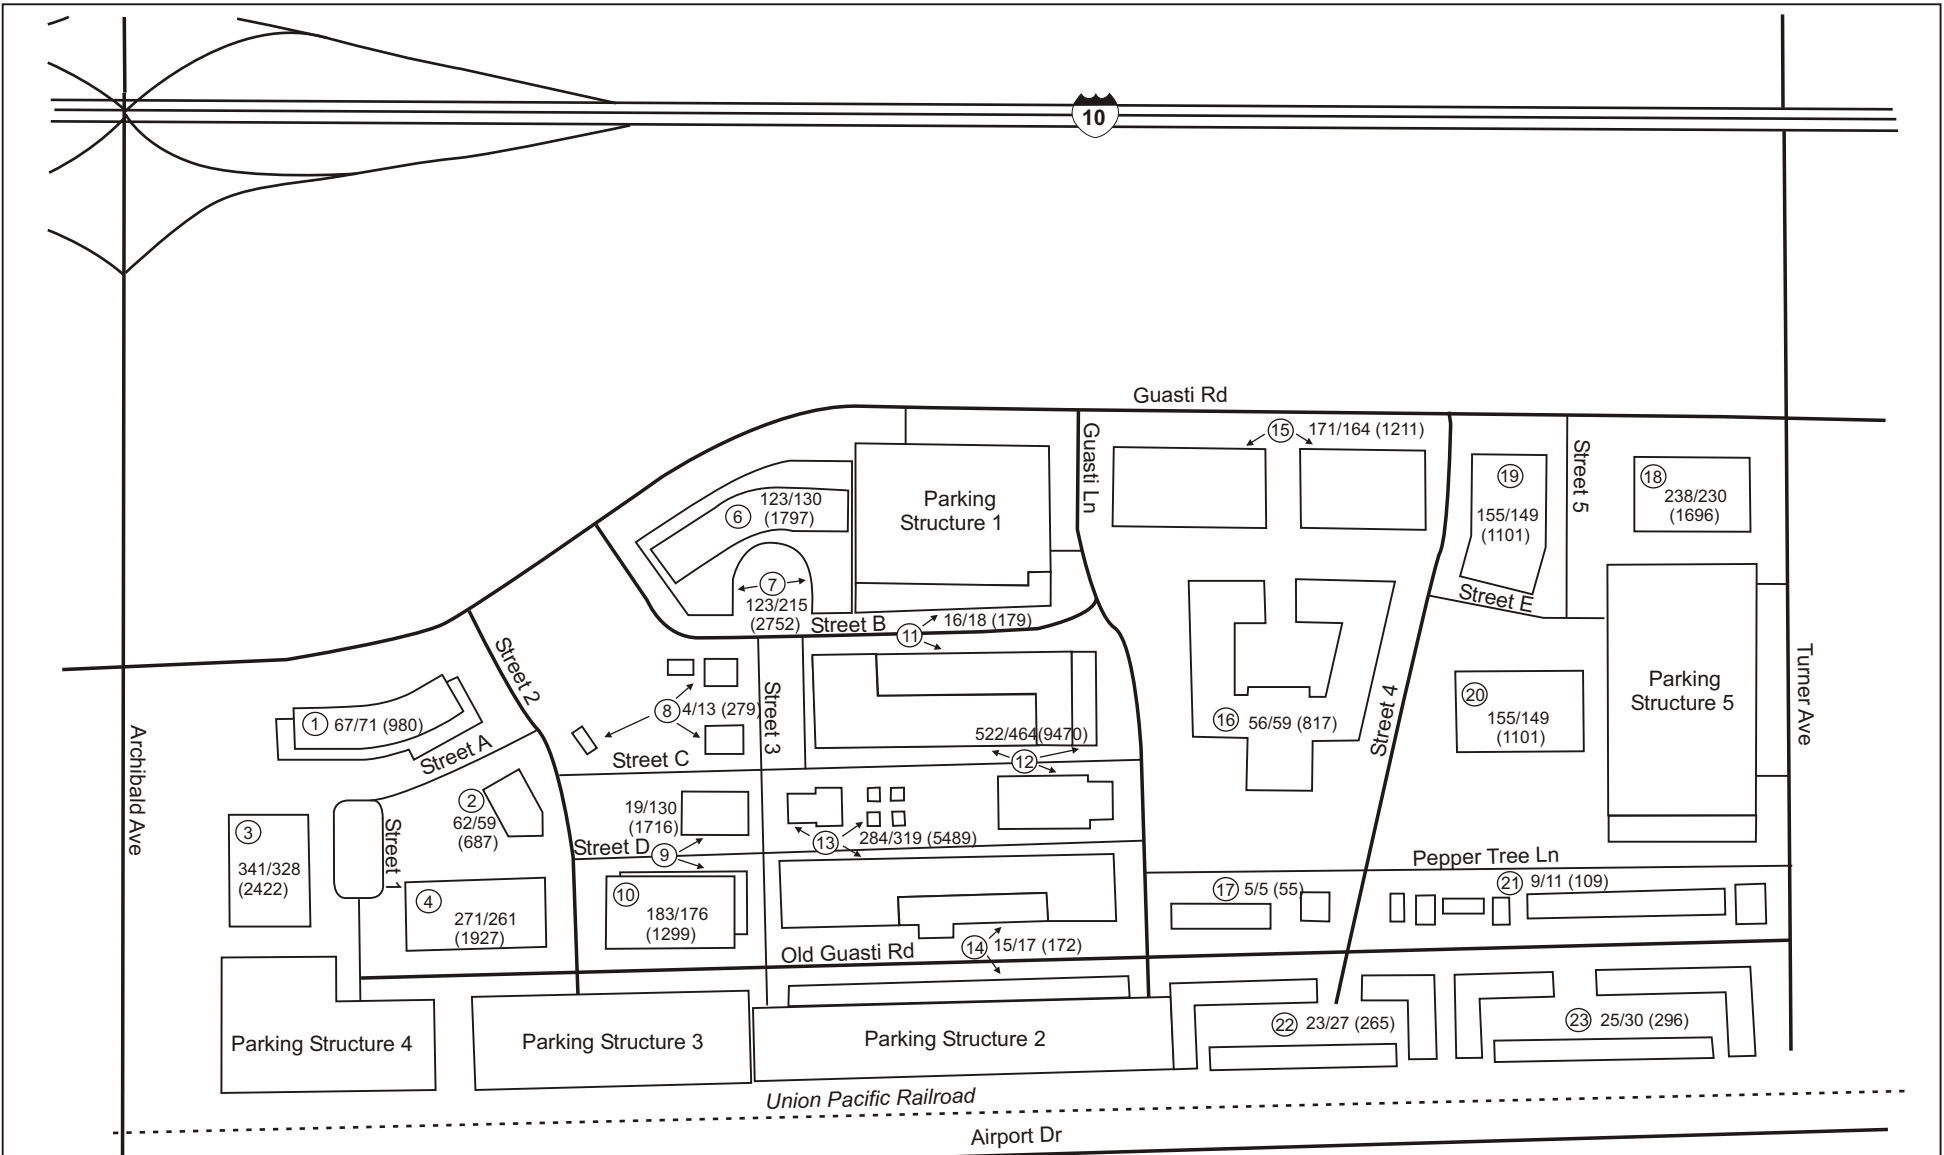 10
Guasti Rd
Guasti Ln
15 171/164 (1211)
Street 5
19
155/149
(1101)
18
238/230
(1696)
Parking
Structure 1
6
123/130
(1797)
7
123/215
(2752)
Street B
11 16/18 (179)
Street E
Street 2
Street 3
8 4/13 (279)
Street C
1 67/71 (980)
Street A
522/464(9470)
12
16 56/59 (817)
Street 4
20
155/149
(1101)
Parking
Structure 5
Turner Ave
Archibald Ave
2
62/59
(687)
3
341/328
(2422)
Street 1
4
271/261
(1927)
19/130
(1716)
Street D
9
10
183/176
(1299)
13
284/319 (5489)
Pepper Tree Ln
17 5/5 (55)
21 9/11 (109)
Old Guasti Rd
14 15/17 (172)
Parking Structure 4
Parking Structure 3
Parking Structure 2
22 23/27 (265)
23 25/30 (296)
Union Pacific Railroad
Airport Dr